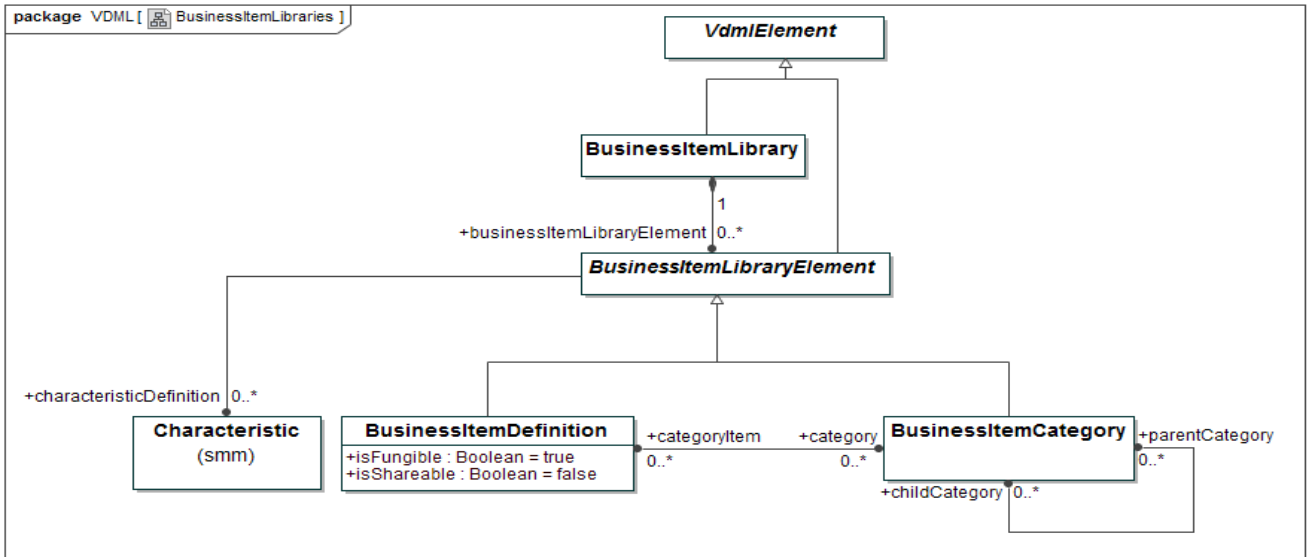 package VDML [ BusinessItemLibraries ]
VdmlElement
BusinessItemLibrary
1
+businessItemLibraryElement 0..*
BusinessItemLibraryElement
+characteristicDefinition 0..*
Characteristic
(smm)
BusinessItemDefinition
+isFungible : Boolean = true
+isShareable : Boolean = false
+categoryItem +category
0..* 0..*
BusinessItemCategory
+parentCategory
0..*
+childCategory 0..*